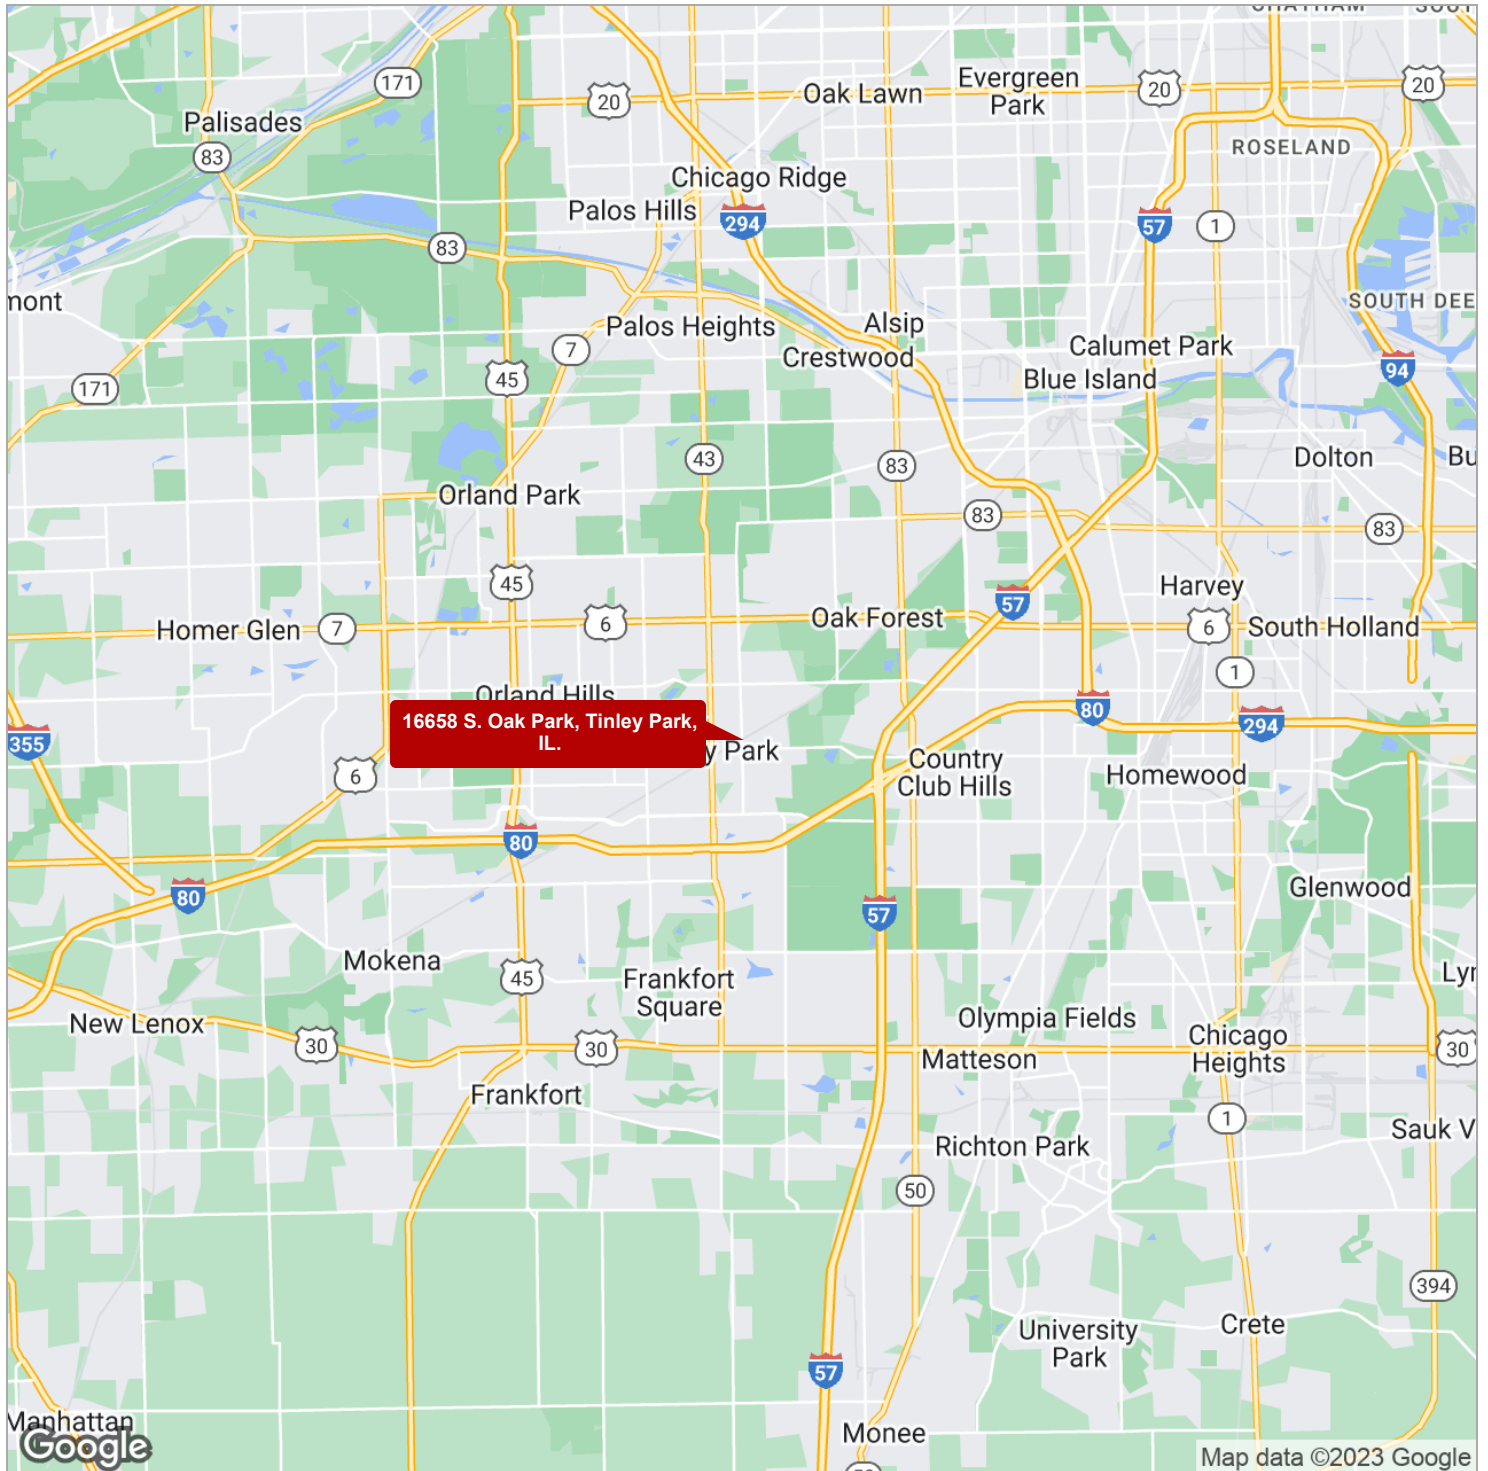 CHATHAM
171
20
Oak Lawn
Evergreen
Park
20
20
Palisades
83
ROSELAND
Chicago Ridge
Palos Hills
294
57
1
83
mont
SOUTH DEE
Palos Heights
Alsip
7
Crestwood
Calumet Park
45
Blue Island
94
171
43
83
Dolton
Bu
Orland Park
83
83
45
Harvey
57
6
Oak Forest
Homer Glen
7
6
South Holland
1
Orland Hills
16658 S. Oak Park, Tinley Park,
IL.
80
294
355
y Park
6
Country
Club Hills
Homewood
80
80
57
Glenwood
Mokena
45
Frankfort
Square
Lyn
New Lenox
30
30
Olympia Fields
Matteson
Chicago
Heights
30
Frankfort
1
Sauk V
Richton Park
50
394
University
Park
Crete
57
Manhattan
Monee
Google
Map data ©2023 Google